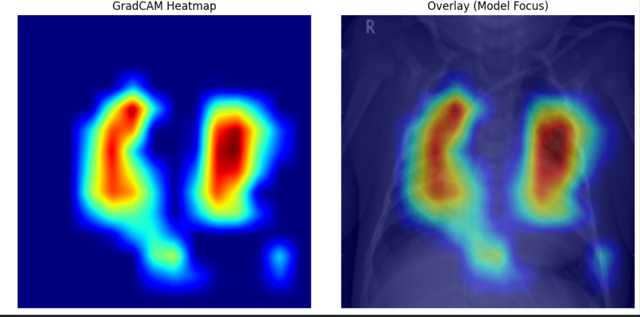 GradCAM Heatmap
Overlay (Model Focus)
R